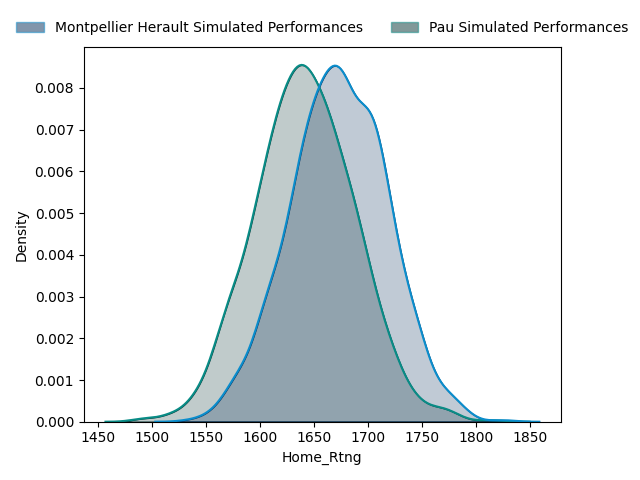 Montpellier Herault Simulated Performances Pau Simulated Performances
0.008
0.007
0.006
0.005
0.004
0.003
0.002
0.001
0.000
Density
1450 1500 1550 1600 1650 1700 1750 1800 1850
Home_Rtng